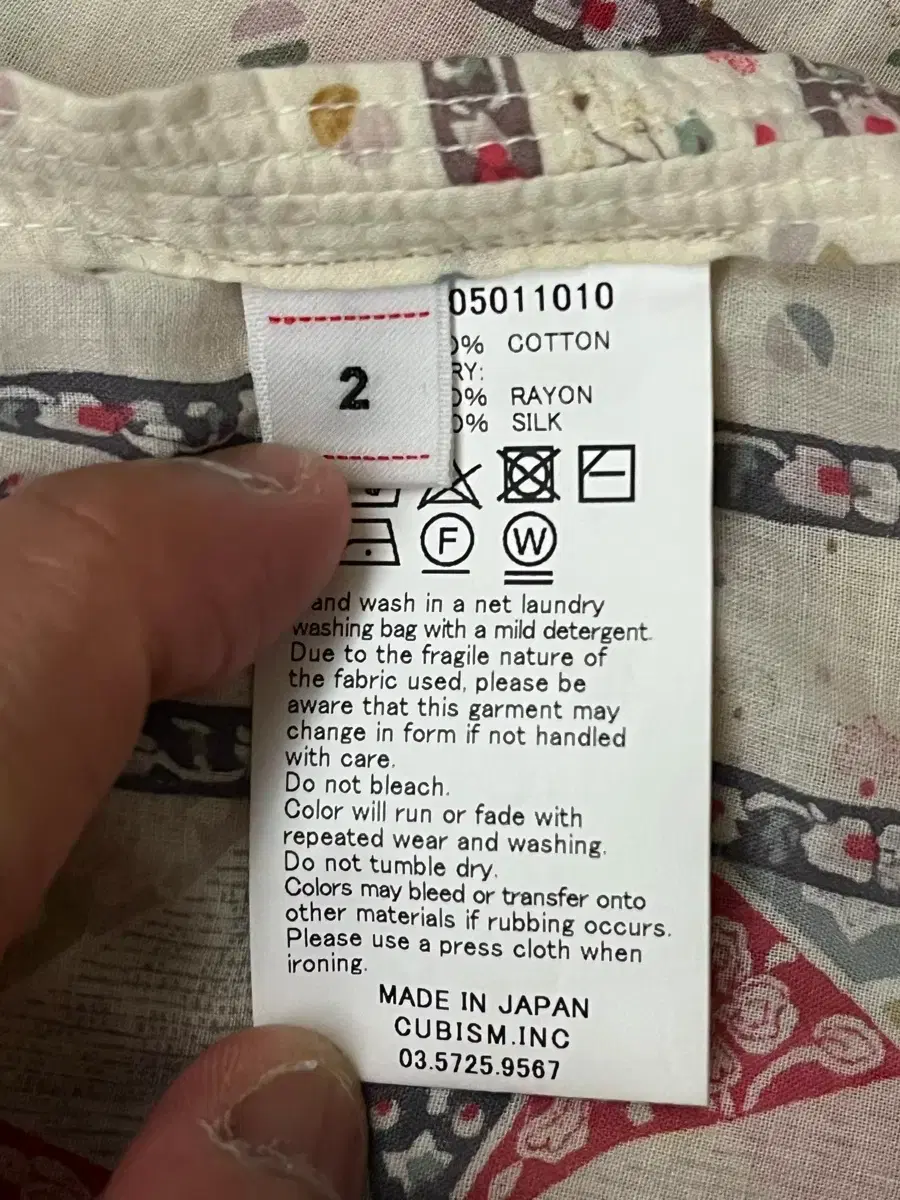 05011010
2
0% COTTON
RY:
0% RAYON
0% SILK
F W
and wash in a net laundry
washing bag with a mild detergent.
Due to the fragile nature of
the fabric used, please be
aware that this garment may
change in form if not handled
with care.
Do not bleach.
Color will run or fade with
repeated wear and washing.
Do not tumble dry.
Colors may bleed or transfer onto
other materials if rubbing occurs.
Please use a press cloth when
ironing.
MADE IN JAPAN
CUBISM.INC
03.5725.9567